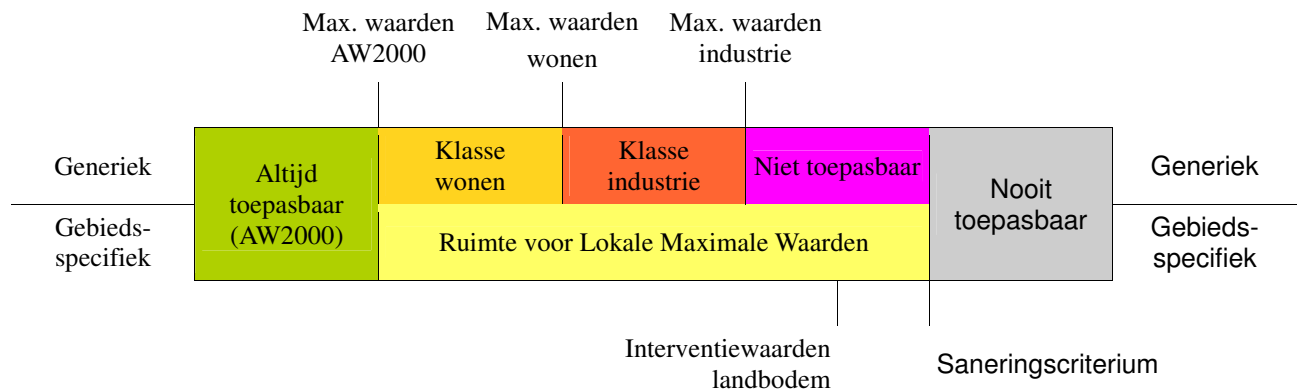 Max. waarden
AW2000
Max. waarden
wonen
Max. waarden
industrie
Generiek
Gebieds-
specifiek
Altijd
toepasbaar
(AW2000)
Klasse
wonen
Klasse
industrie
Niet toepasbaar
Ruimte voor Lokale Maximale Waarden
Nooit
toepasbaar
Generiek
Gebieds-
specifiek
Interventiewaarden
landbodem
Saneringscriterium